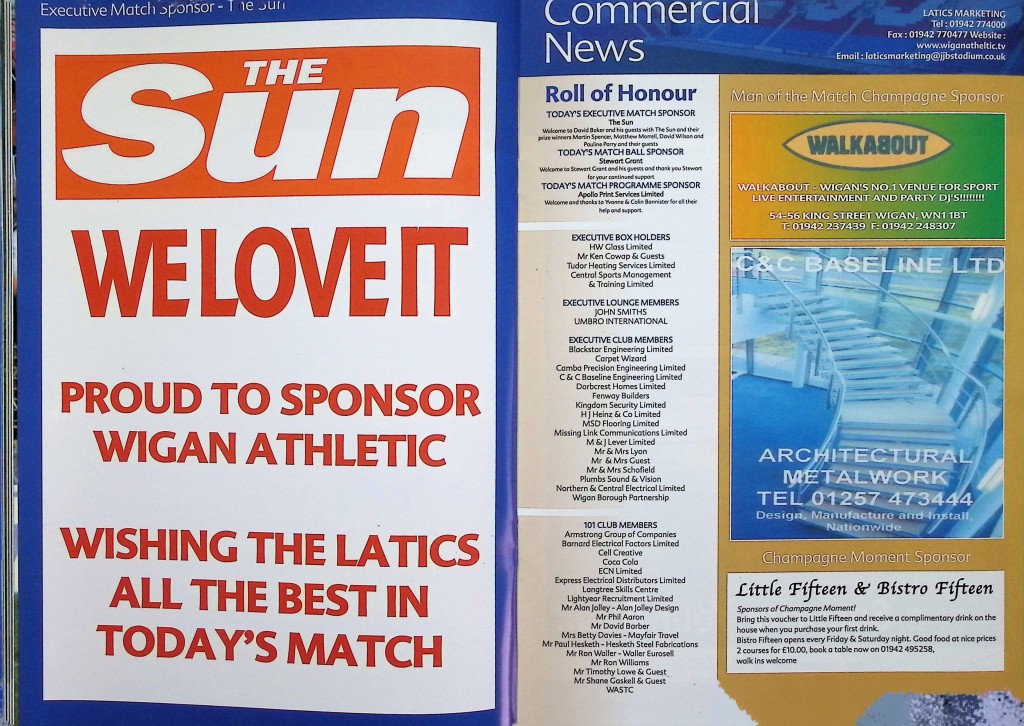 Executive Match Sponsor - The Sun
THE
Sun
WE LOVE IT
PROUD TO SPONSOR
WIGAN ATHLETIC
WISHING THE LATICS
ALL THE BEST IN
TODAY'S MATCH
Commercial
News
LATICS MARKETING
Tel : 01942 774000
Fax : 01942 770477 Website :
www.wiganathletic.tv
Email : laticsmarketing@jjbstadium.co.uk
Roll of Honour
TODAY'S EXECUTIVE MATCH SPONSOR
The Sun
Welcome to David Baker and his guests with The Sun and their
prize winners Martin Spencer, Matthew Morrell, David Wilson and
Pauline Parry and their guests
TODAY'S MATCH BALL SPONSOR
Stewart Grant
Welcome to Stewart Grant and his guests and thank you Stewart
for your continued support
TODAY'S MATCH PROGRAMME SPONSOR
Apollo Print Services Limited
Welcome and thanks to Yvonne & Colin Bannister for all their
help and support.
EXECUTIVE BOX HOLDERS
HW Glass Limited
Mr Ken Cowap & Guests
Tudor Heating Services Limited
Central Sports Management
& Training Limited
EXECUTIVE LOUNGE MEMBERS
JOHN SMITHS
UMBRO INTERNATIONAL
EXECUTIVE CLUB MEMBERS
Blackstar Engineering Limited
Carpet Wizard
Camba Precision Engineering Limited
C & C Baseline Engineering Limited
Dorbcrest Homes Limited
Fenway Builders
Kingdom Security Limited
H J Heinz & Co Limited
MSD Flooring Limited
Missing Link Communications Limited
M & J Lever Limited
Mr & Mrs Lyon
Mr & Mrs Guest
Mr & Mrs Schofield
Plumbs Sound & Vision
Northern & Central Electrical Limited
Wigan Borough Partnership
101 CLUB MEMBERS
Armstrong Group of Companies
Barnard Electrical Factors Limited
Cell Creative
Coca Cola
ECN Limited
Express Electrical Distributors Limited
Langtree Skills Centre
Lightyear Recruitment Limited
Mr Alan Jolley - Alan Jolley Design
Mr Phil Aaron
Mr David Barber
Mrs Betty Davies - Mayfair Travel
Mr Paul Hesketh - Hesketh Steel Fabrications
Mr Ron Waller - Waller Eurosell
Mr Ron Williams
Mr Timothy Lowe & Guest
Mr Shane Gaskell & Guest
WASTC
Man of the Match Champagne Sponsor
WALKABOUT
WALKABOUT - WIGAN'S NO.1 VENUE FOR SPORT
LIVE ENTERTAINMENT AND PARTY DJ'S!!!!!!!!
54-56 KING STREET WIGAN, WN1 1BT
T: 01942 237439 F: 01942 248307
C&C BASELINE LTD
ARCHITECTURAL
METALWORK
TEL 01257 473444
Design, Manufacture and Install,
Nationwide
Champagne Moment Sponsor
Little Fifteen & Bistro Fifteen
Sponsors of Champagne Moment!
Bring this voucher to Little Fifteen and receive a complimentary drink on the
house when you purchase your first drink.
Bistro Fifteen opens every Friday & Saturday night. Good food at nice prices
2 courses for £10.00, book a table now on 01942 495258,
walk ins welcome